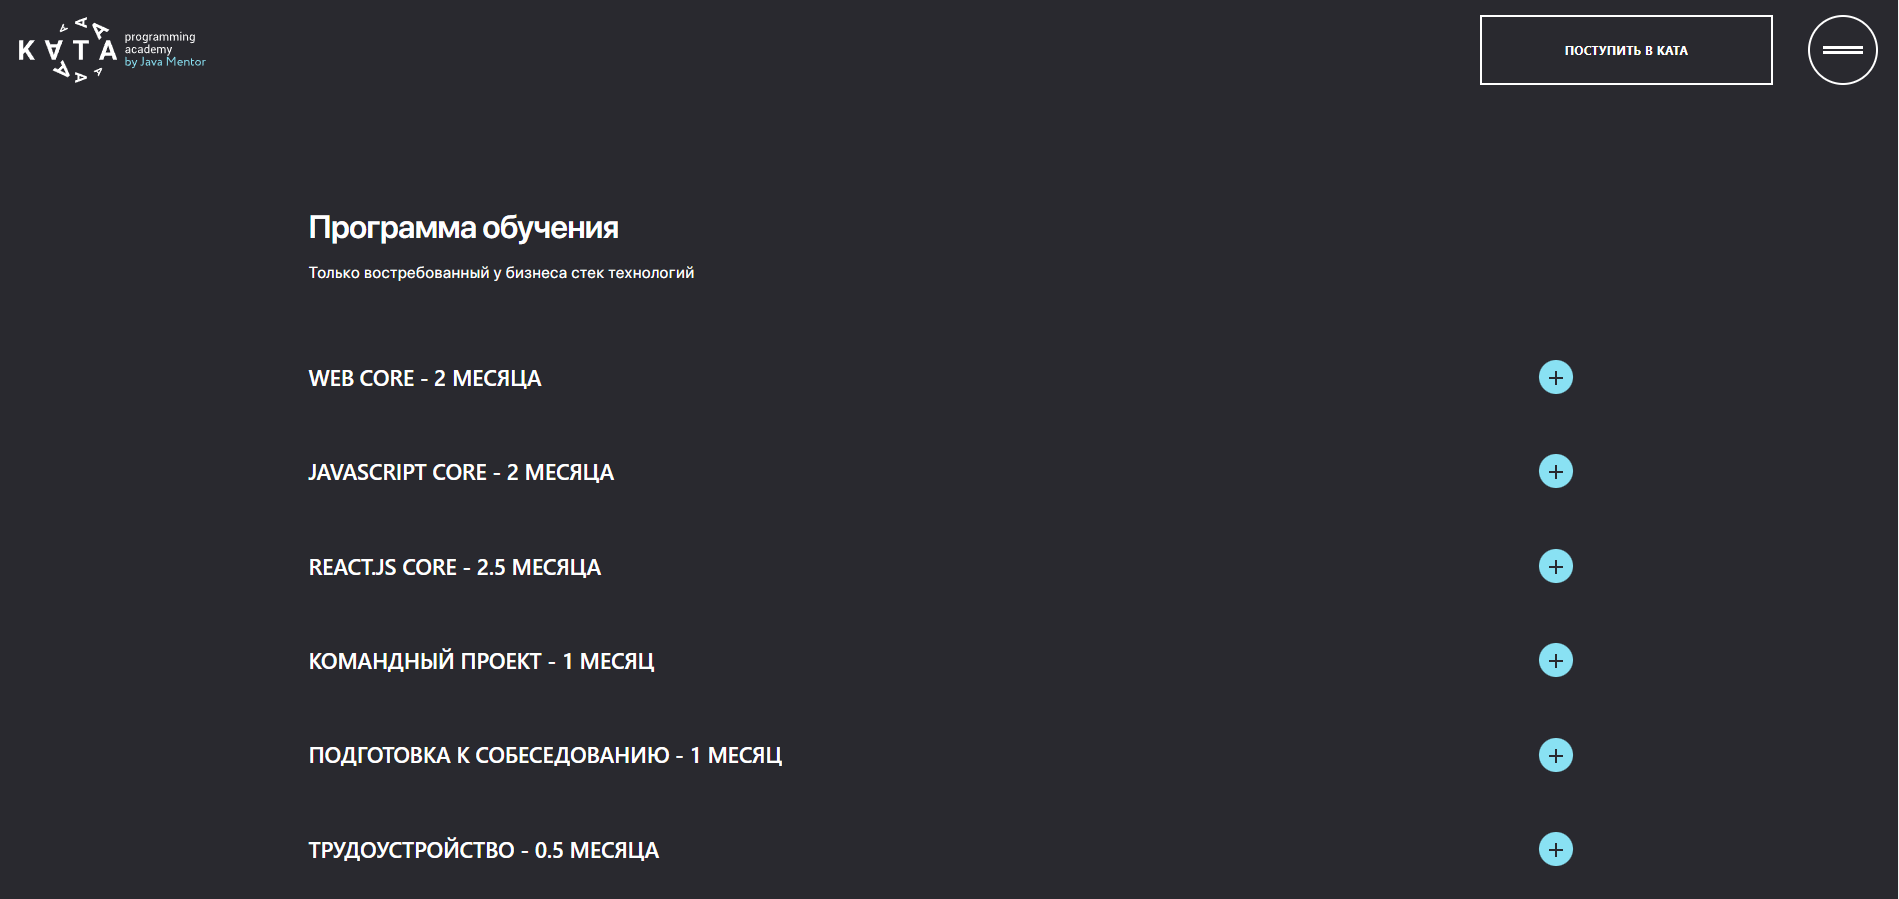 KATA
programming
academy
by Java Mentor
ПОСТУПИТЬ В КАТА
Программа обучения
Только востребованный у бизнеса стек технологий
WEB CORE - 2 МЕСЯЦА
JAVASCRIPT CORE - 2 МЕСЯЦА
REACT.JS CORE - 2.5 МЕСЯЦА
КОМАНДНЫЙ ПРОЕКТ - 1 МЕСЯЦ
ПОДГОТОВКА К СОБЕСЕДОВАНИЮ - 1 МЕСЯЦ
ТРУДОУСТРОЙСТВО - 0.5 МЕСЯЦА